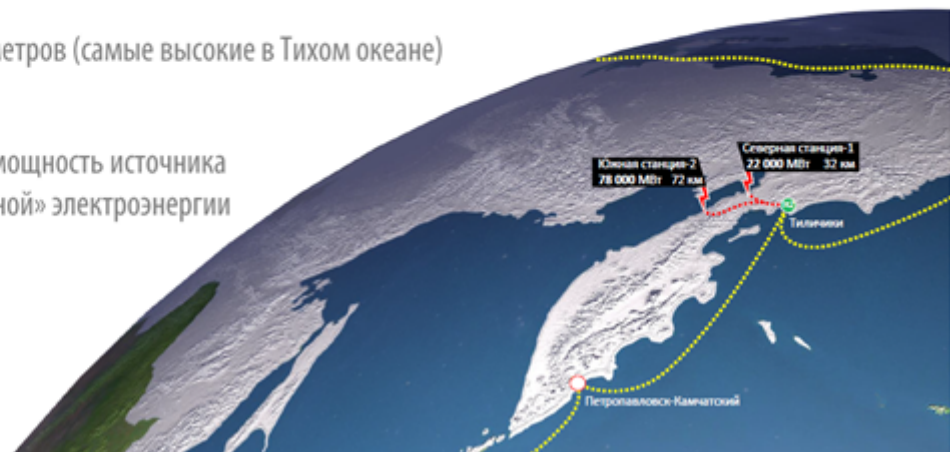 етров (самые высокие в Тихом океане)
мощность источника
ной» электроэнергии
Южная станция-2
78 000 МВт 72 км
Северная станция-1
22 000 МВт 32 км
H2
Тиличики
Петропавловск-Камчатский